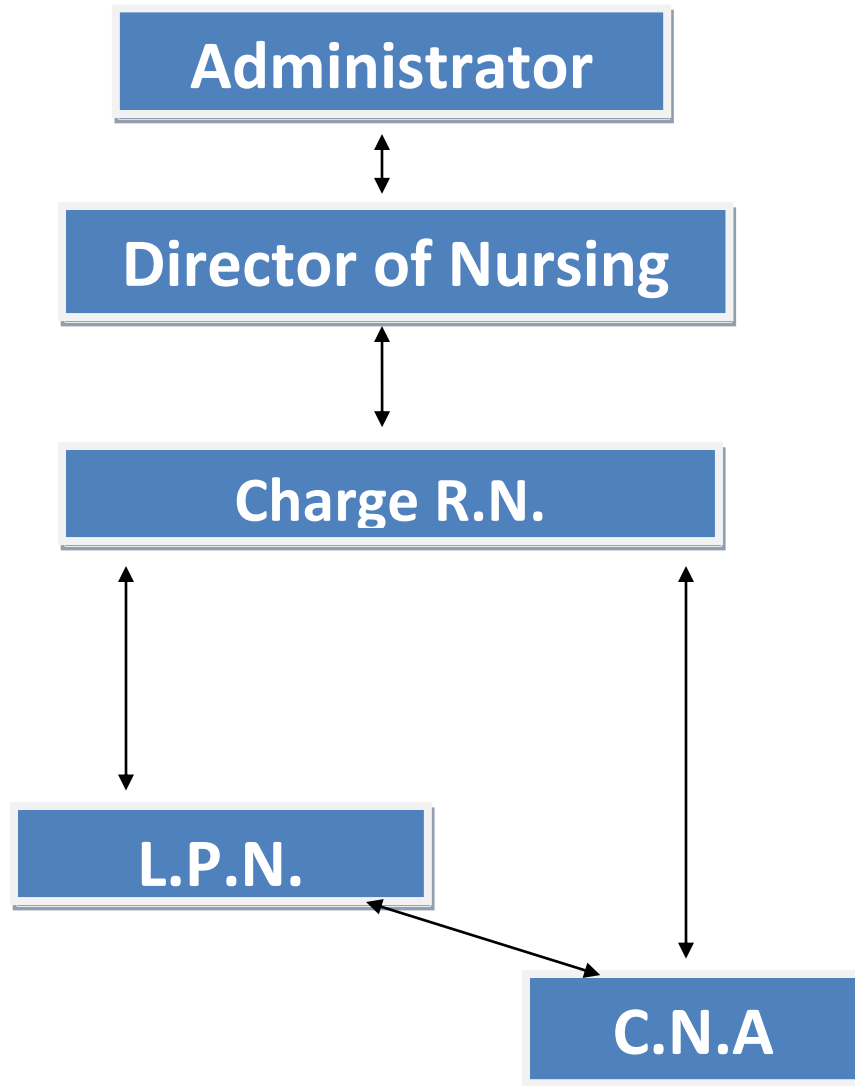 Administrator
Director of Nursing
Charge R.N.
L.P.N.
C.N.A